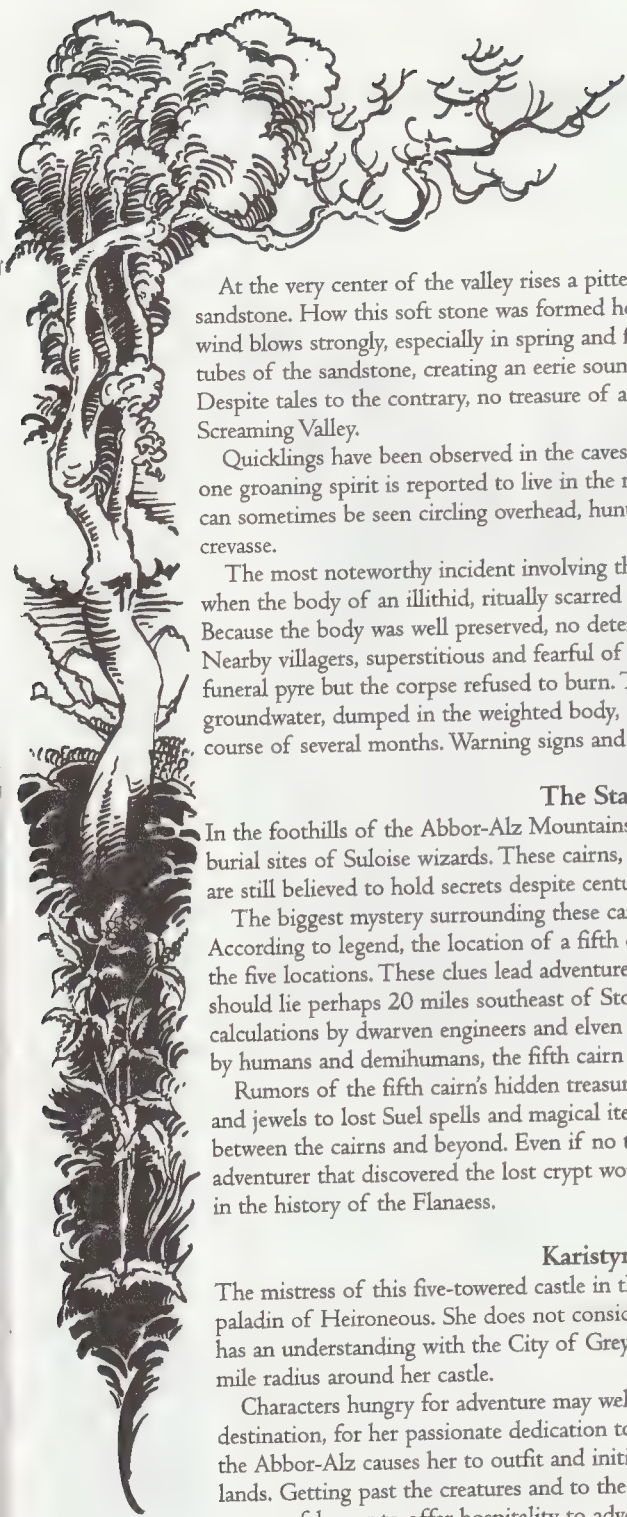 At the very center of the valley rises a pitte
sandstone. How this soft stone was formed he
wind blows strongly, especially in spring and f
tubes of the sandstone, creating an eerie soun
Despite tales to the contrary, no treasure of a
Screaming Valley.
Quicklings have been observed in the caves
one groaning spirit is reported to live in the r
can sometimes be seen circling overhead, hun
crevasse.
The most noteworthy incident involving th
when the body of an illithid, ritually scarred
Because the body was well preserved, no deter
Nearby villagers, superstitious and fearful of
funeral pyre but the corpse refused to burn. T
groundwater, dumped in the weighted body,
course of several months. Warning signs and
The Sta
In the foothills of the Abbor-Alz Mountains
burial sites of Suloise wizards. These cairns,
are still believed to hold secrets despite centu
The biggest mystery surrounding these ca
According to legend, the location of a fifth
the five locations. These clues lead adventure
should lie perhaps 20 miles southeast of Sto
calculations by dwarven engineers and elven
by humans and demihumans, the fifth cairn
Rumors of the fifth cairn's hidden treasur
and jewels to lost Suel spells and magical ite
between the cairns and beyond. Even if no t
adventurer that discovered the lost crypt wo
in the history of the Flanaess.
Karistyr
The mistress of this five-towered castle in t
paladin of Heironeous. She does not consid
has an understanding with the City of Grey
mile radius around her castle.
Characters hungry for adventure may wel
destination, for her passionate dedication to
the Abbor-Alz causes her to outfit and initi
lands. Getting past the creatures and to the
to offer hospitality to adv